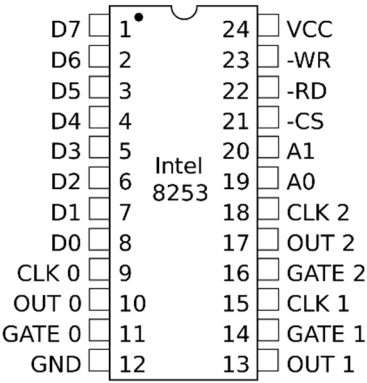 D7 1 24 VCC
D6 2 23 -WR
D5 3 22 -RD
D4 4 21 -CS
D3 5 20 A1
Intel
D2 6 19 A0
8253
D1 7 18 CLK 2
D0 8 17 OUT 2
CLK 0 9 16 GATE 2
OUT 0 10 15 CLK 1
GATE 0 11 14 GATE 1
GND 12 13 OUT 1